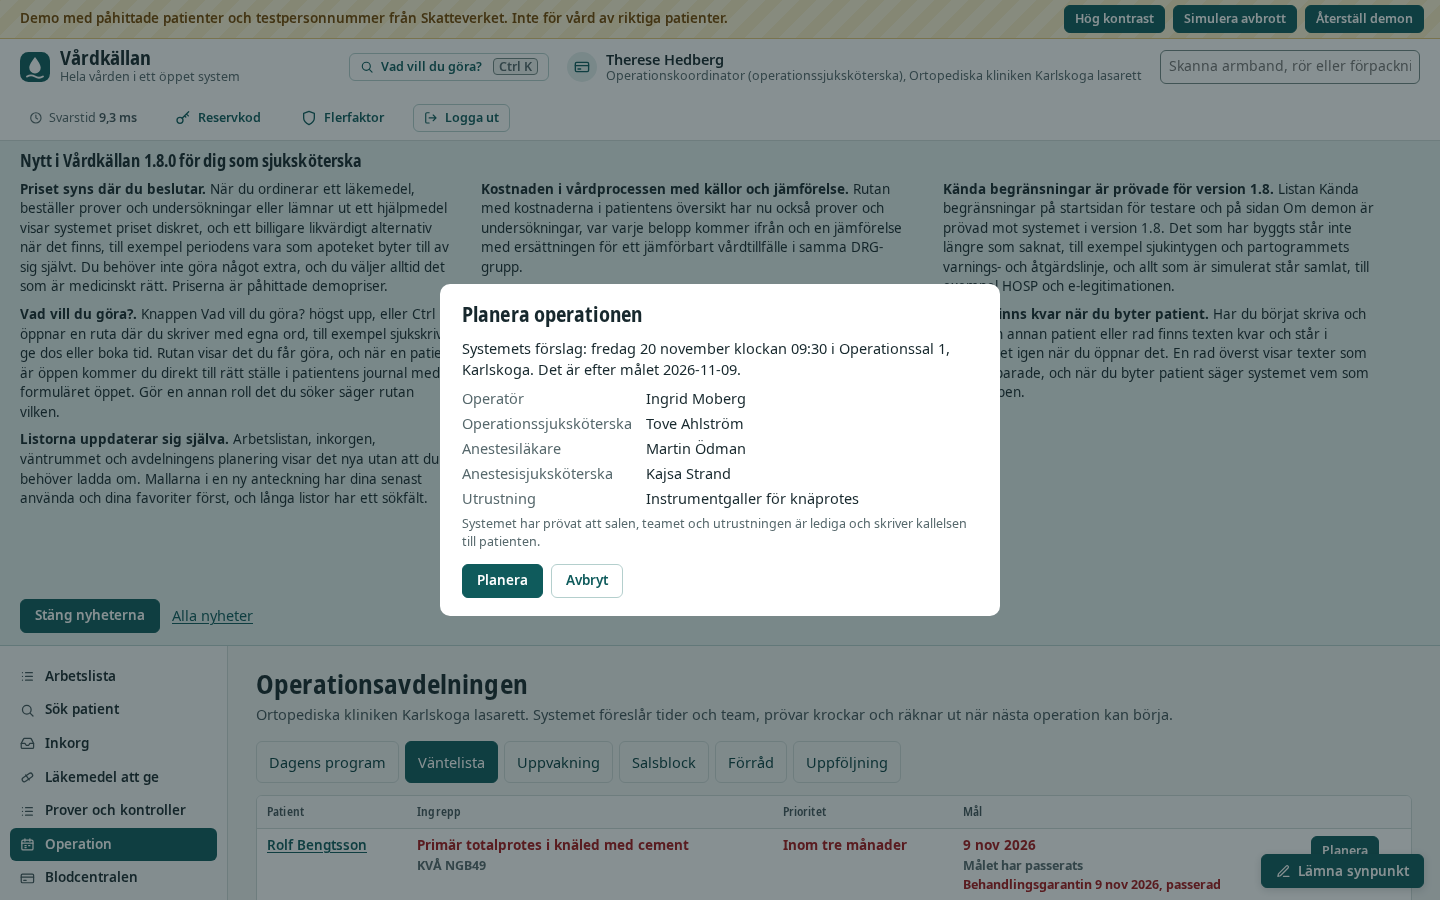 Demo med påhittade patienter och testpersonnummer från Skatteverket. Inte för vård av riktiga patienter.
Hög kontrast
Simulera avbrott
Återställ demon
Vårdkällan
Hela vården i ett öppet system
Vad vill du göra? Ctrl K
Therese Hedberg
Operationskoordinator (operationssjuksköterska), Ortopediska kliniken Karlskoga lasarett
Skanna armband, rör eller förpackni
Svarstid 9,3 ms
Reservkod
Flerfaktor
Logga ut
Nytt i Vårdkällan 1.8.0 för dig som sjuksköterska
Priset syns där du beslutar. När du ordinerar ett läkemedel,
beställer prover och undersökningar eller lämnar ut ett hjälpmedel
visar systemet priset diskret, och ett billigare likvärdigt alternativ
när det finns, till exempel periodens vara som apoteket byter till av
sig självt. Du behöver inte göra något extra, och du väljer alltid det
som är medicinskt rätt. Priserna är påhittade demopriser.
Vad vill du göra?. Knappen Vad vill du göra? högst upp, eller Ctrl
öppnar en ruta där du skriver med egna ord, till exempel sjukskriv
ge dos eller boka tid. Rutan visar det du får göra, och när en patie
är öppen kommer du direkt till rätt ställe i patientens journal med
formuläret öppet. Gör en annan roll det du söker säger rutan
vilken.
Listorna uppdaterar sig själva. Arbetslistan, inkorgen,
väntrummet och avdelningens planering visar det nya utan att du
behöver ladda om. Mallarna i en ny anteckning har dina senast
använda och dina favoriter först, och långa listor har ett sökfält.
Kostnaden i vårdprocessen med källor och jämförelse. Rutan
med kostnaderna i patientens översikt har nu också prover och
undersökningar, var varje belopp kommer ifrån och en jämförelse
med ersättningen för ett jämförbart vårdtillfälle i samma DRG-
grupp.
Kända begränsningar är prövade för version 1.8. Listan Kända
begränsningar på startsidan för testare och på sidan Om demon är
prövad mot systemet i version 1.8. Det som har byggts står inte
längre som saknat, till exempel sjukintygen och partogrammets
varnings- och åtgärdslinje, och allt som är simulerat står samlat, till
HOSP och e-legitimationen.
inns kvar när du byter patient. Har du börjat skriva och
annan patient eller rad finns texten kvar och står i
et igen när du öppnar det. En rad överst visar texter som
parade, och när du byter patient säger systemet vem som
pen.
Stäng nyheterna
Alla nyheter
Planera operationen
Systemets förslag: fredag 20 november klockan 09:30 i Operationssal 1,
Karlskoga. Det är efter målet 2026-11-09.
Operatör Ingrid Moberg
Operationssjuksköterska Tove Ahlström
Anestesiläkare Martin Ödman
Anestesisjuksköterska Kajsa Strand
Utrustning Instrumentgaller för knäprotes
Systemet har prövat att salen, teamet och utrustningen är lediga och skriver kallelsen
till patienten.
Planera
Avbryt
Arbetslista
Sök patient
Inkorg
Läkemedel att ge
Prover och kontroller
Operation
Blodcentralen
Operationsavdelningen
Ortopediska kliniken Karlskoga lasarett. Systemet föreslår tider och team, prövar krockar och räknar ut när nästa operation kan börja.
Dagens program
Väntelista
Uppvakning
Salsblock
Förråd
Uppföljning
Patient Ingrepp Prioritet Mål
Rolf Bengtsson Primär totalprotes i knäled med cement Inom tre månader 9 nov 2026
KVÅ NGB49 Målet har passerats
Behandlingsgarantin 9 nov 2026, passerad
Planera
Lämna synpunkt